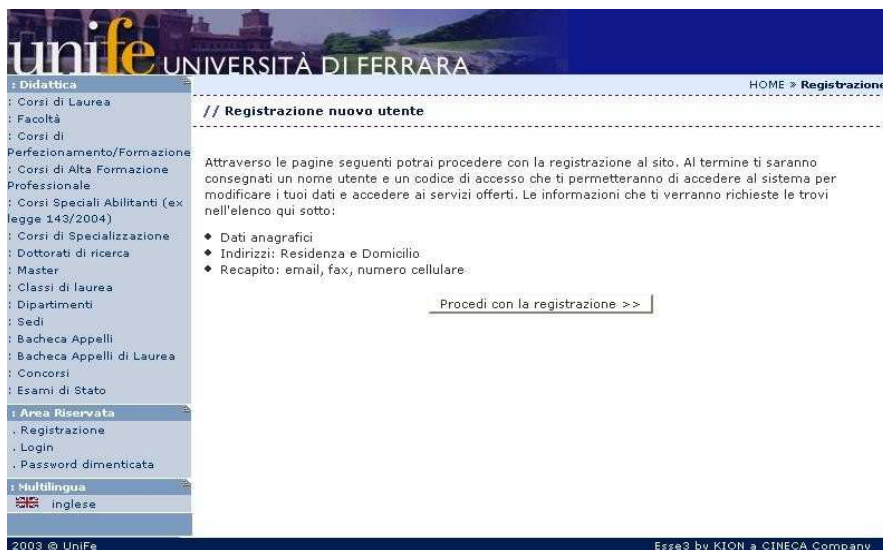 unife UNIVERSITÀ DI FERRARA
: Didattica
: Corsi di Laurea
: Facoltà
: Corsi di
Perfezionamento/Formazione
: Corsi di Alta Formazione
Professionale
: Corsi Speciali Abilitanti (ex
legge 143/2004)
: Corsi di Specializzazione
: Dottorati di ricerca
: Master
: Classi di laurea
: Dipartimenti
: Sedi
: Bacheca Appelli
: Bacheca Appelli di Laurea
: Concorsi
: Esami di Stato
: Area Riservata
. Registrazione
. Login
. Password dimenticata
: Multilingua
inglese
HOME » Registrazione
// Registrazione nuovo utente
Attraverso le pagine seguenti potrai procedere con la registrazione al sito. Al termine ti saranno
consegnati un nome utente e un codice di accesso che ti permetteranno di accedere al sistema per
modificare i tuoi dati e accedere ai servizi offerti. Le informazioni che ti verranno richieste le trovi
nell'elenco qui sotto:
◆ Dati anagrafici
◆ Indirizzi: Residenza e Domicilio
◆ Recapito: email, fax, numero cellulare
Procedi con la registrazione >>
2003 © UniFe
Esse3 by KION a CINECA Company